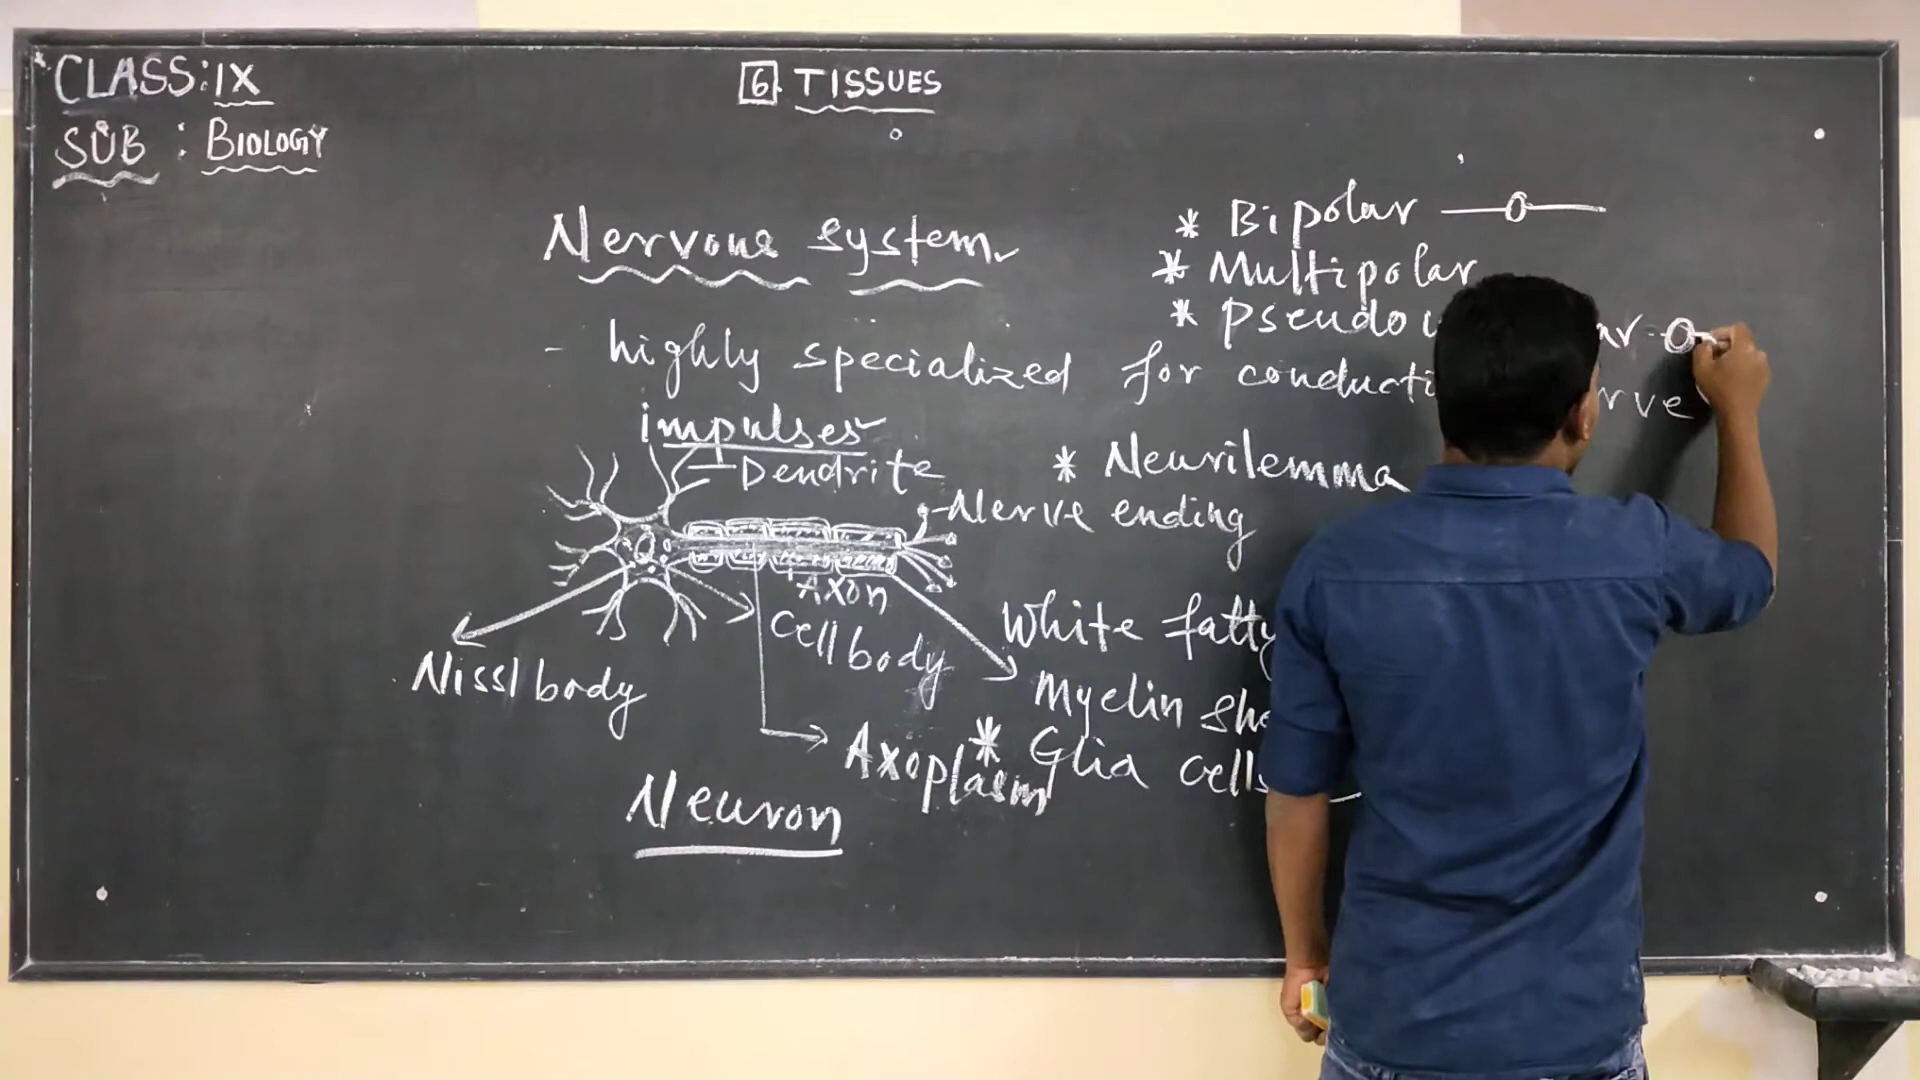 CLASS: IX
6. TISSUES
SUB : BIOLOGY
Nervous system
* Bipolar
* Multipolar
* Pseudo
- highly specialized for conducti
impulses
Dendrite
* Neurilemma
Nerve ending
Axon
Cell body
White fatty
Nissl body
Myelin She
Axoplasm
* Glia cells
Neuron